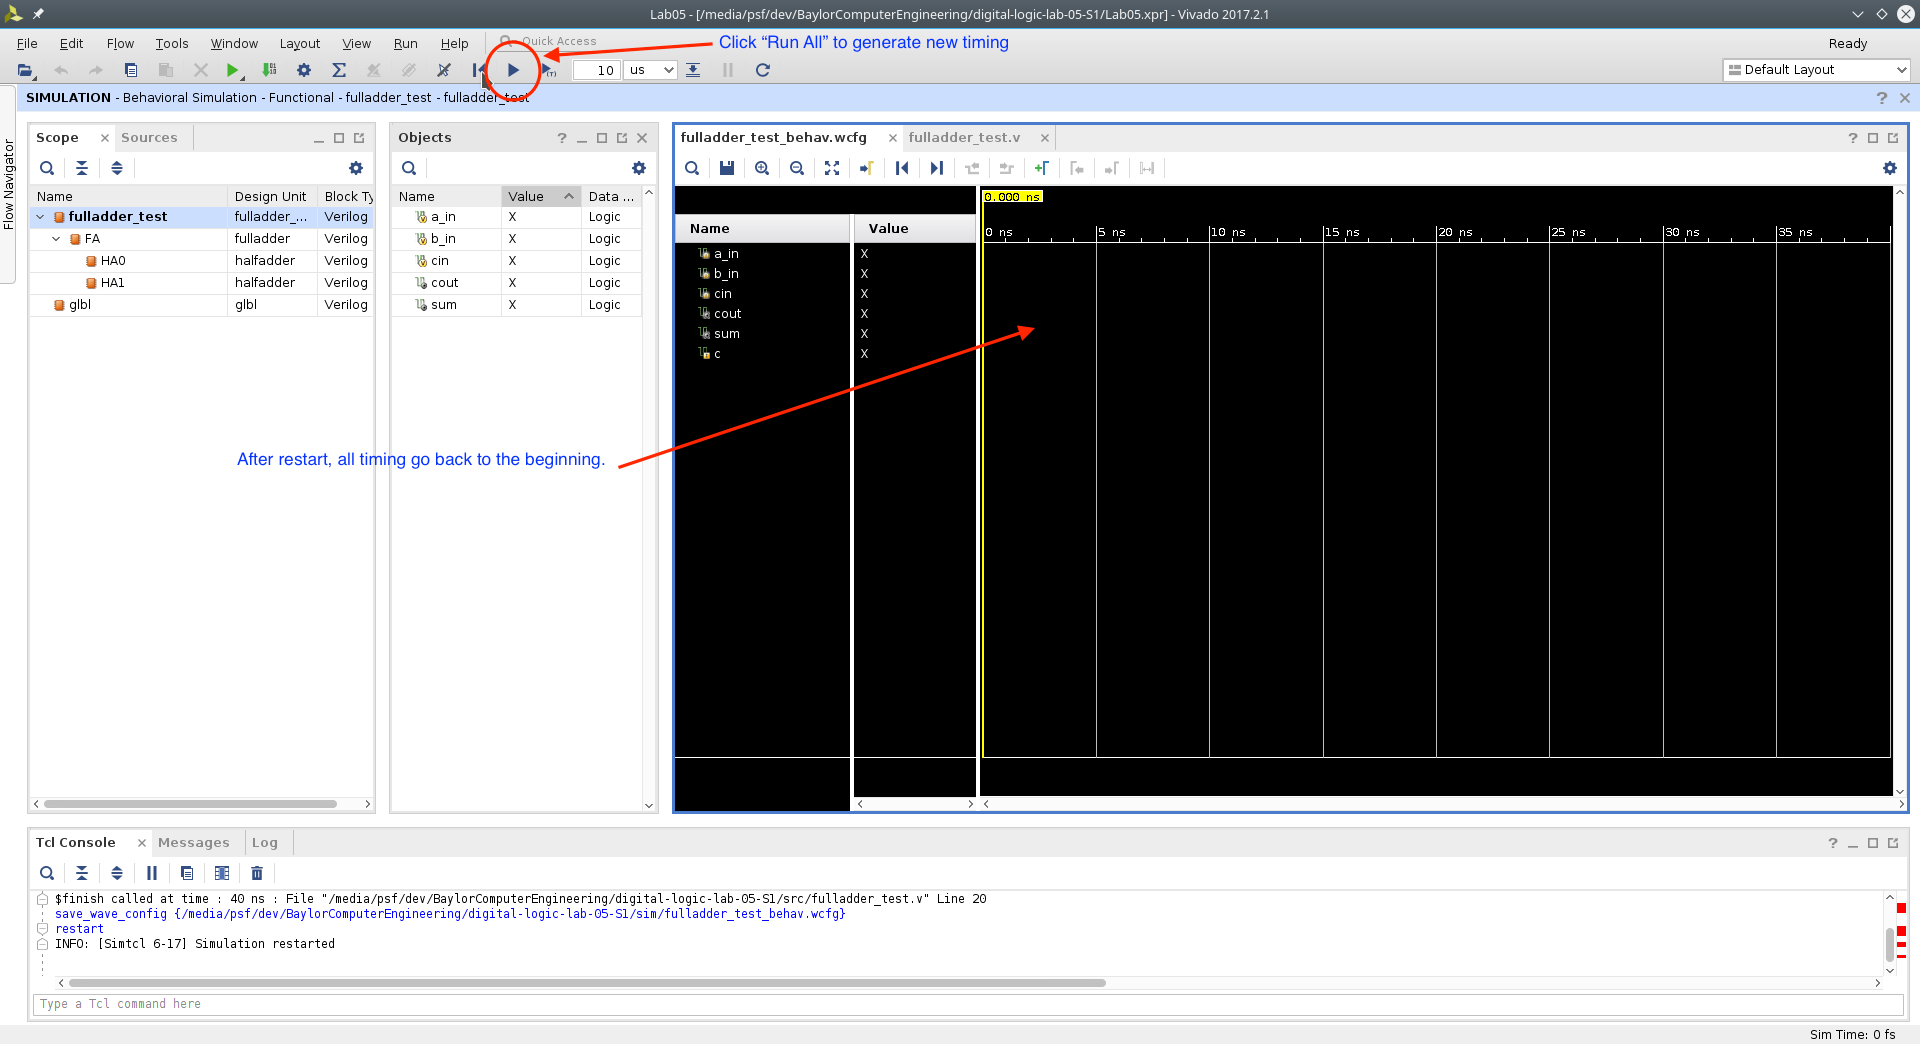 Lab05 - [/media/psf/dev/BaylorComputerEngineering/digital-logic-lab-05-S1/Lab05.xpr] - Vivado 2017.2.1
File Edit Flow Tools Window Layout View Run Help Quick Access Click “Run All” to generate new timing Ready
10 us Default Layout
SIMULATION - Behavioral Simulation - Functional - fulladder_test - fulladder_test
Flow Navigator
Scope Sources
Name Design Unit Block Ty
fulladder_test fulladder_... Verilog
FA fulladder Verilog
HA0 halfadder Verilog
HA1 halfadder Verilog
glbl glbl Verilog
Objects
Name Value Data ...
a_in X Logic
b_in X Logic
cin X Logic
cout X Logic
sum X Logic
fulladder_test_behav.wcfg fulladder_test.v
0.000 ns
Name Value
0 ns 5 ns 10 ns 15 ns 20 ns 25 ns 30 ns 35 ns
a_in X
b_in X
cin X
cout X
sum X
c X
After restart, all timing go back to the beginning.
Tcl Console Messages Log
$finish called at time : 40 ns : File "/media/psf/dev/BaylorComputerEngineering/digital-logic-lab-05-S1/src/fulladder_test.v" Line 20
save_wave_config {/media/psf/dev/BaylorComputerEngineering/digital-logic-lab-05-S1/sim/fulladder_test_behav.wcfg}
restart
INFO: [Simtcl 6-17] Simulation restarted
Type a Tcl command here
Sim Time: 0 fs